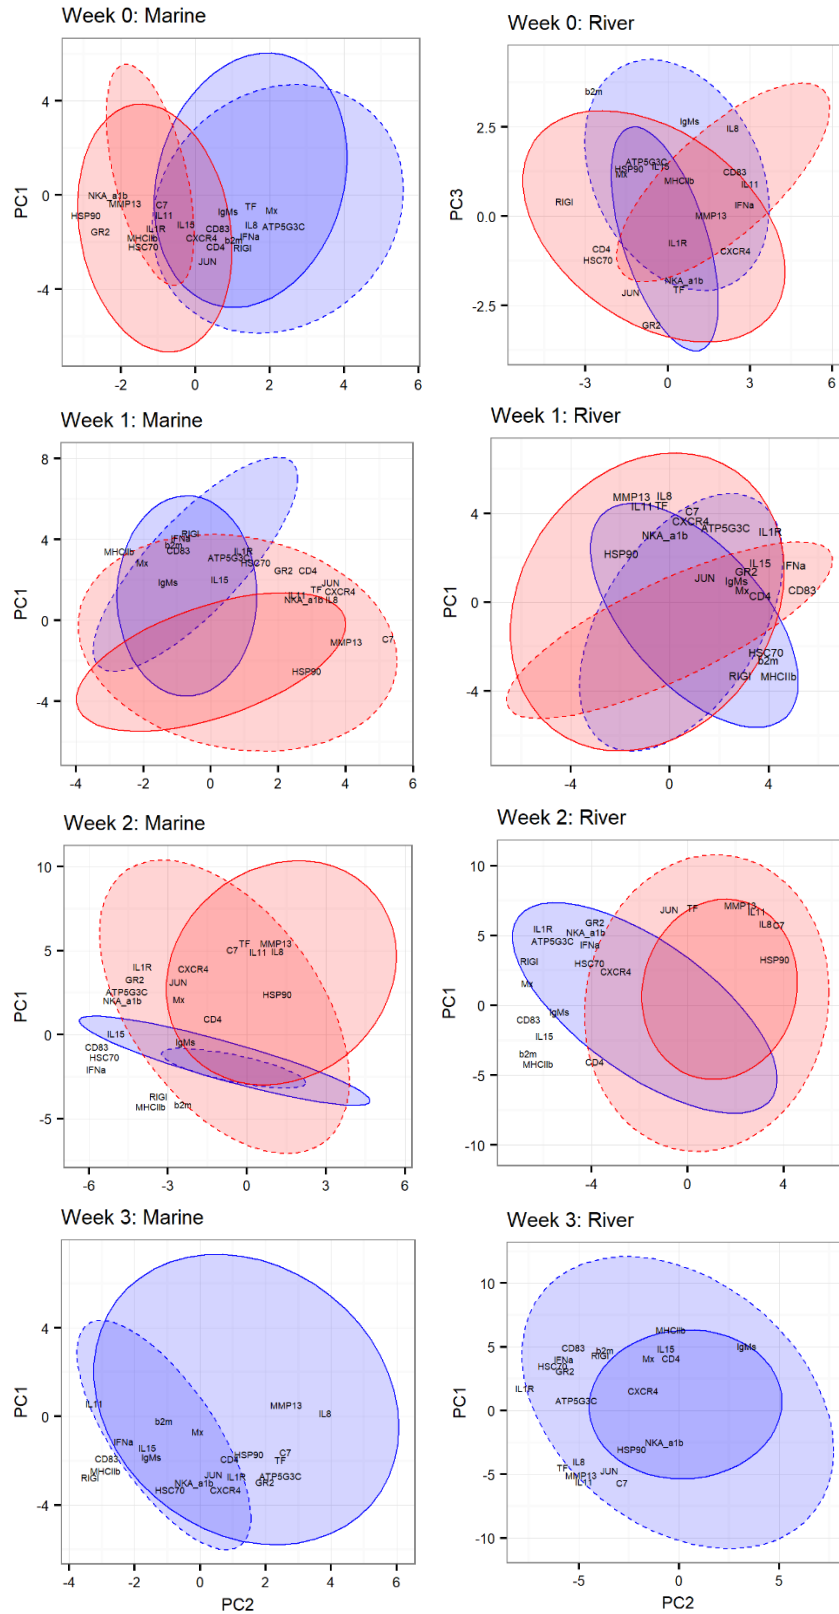 Week 0: Marine
PC1
4
0
-4
NKA_a1b
MMP13
HSP90
C7
IL11
GR2
IL1R
MHCIIb
HSC70
IL15
IgMs
TF
Mx
CD83
IL8
ATP5G3C
CXCR4
b2m
IFNa
CD4
RIGI
JUN
-2
0
2
4
6
Week 0: River
PC3
2.5
0.0
-2.5
b2m
IgMs
IL8
ATP5G3C
HSP90
IL15
Mx
MHCIIb
CD83
IL11
RIGI
IFNa
MMP13
CD4
IL1R
HSC70
CXCR4
NKA_a1b
JUN
TF
GR2
-3
0
3
6
Week 1: Marine
PC1
8
4
0
-4
RIGI
IFNa
b2m
MHCIIb
CD83
IL1R
Mx
ATP5G3C
HSC70
IgMs
IL15
GR2
CD4
JUN
TF
CXCR4
IL11
NKA_a1b
IL8
MMP13
C7
HSP90
-4
-2
0
2
4
6
Week 1: River
PC1
4
0
-4
MMP13
IL8
IL11
TF
C7
CXCR4
NKA_a1b
ATP5G3C
IL1R
HSP90
IL15
FNa
JUN
GR2
IgMs
Mx
CD4
CD83
HSC70
b2m
RIGI
MHCIIb
-4
0
4
Week 2: Marine
PC1
10
5
0
-5
TF
MMP13
C7
IL11
IL8
IL1R
CXCR4
GR2
JUN
ATP5G3C
NKA_a1b
Mx
HSP90
CD4
IL15
IgMs
CD83
HSC70
IFNa
RIGI
MHCIIb
b2m
-6
-3
0
3
6
Week 2: River
PC1
10
5
0
-5
-10
JUN
TF
MMP13
IL11
GR2
IL8
C7
IL1R
NKA_a1b
ATP5G3C
IFNa
RIGI
HSC70
CXCR4
HSP90
Mx
IgMs
CD83
IL15
b2m
MHCIIb
CD4
-4
0
4
Week 3: Marine
PC1
4
0
-4
IL11
MMP13
IL8
b2m
Mx
IFNa
IL15
CD83
IgMs
HSP90
C7
CD4
TF
MHCIIb
RIGI
JUN
IL1R
ATP5G3C
NKA_a1b
GR2
HSC70
CXCR4
-4
-2
0
2
4
6
PC2
Week 3: River
PC1
10
5
0
-5
-10
MHCIIb
CD83
b2m
IL15
IgMs
IFNa
RIGI
Mx
CD4
HSC70
GR2
IL1R
CXCR4
ATP5G3C
NKA_a1b
HSP90
IL8
TF
JUN
MMP13
IL11
C7
-5
0
5
PC2